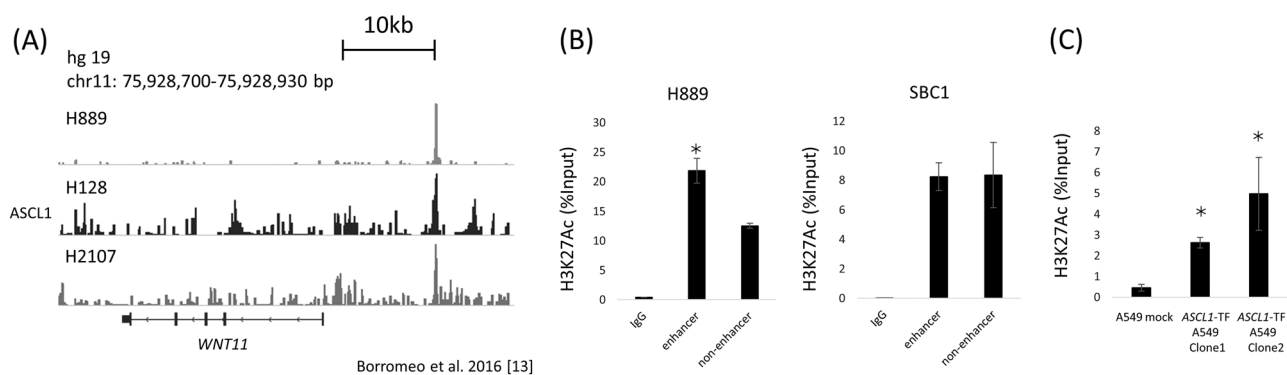 (A)
hg 19
chr11: 75,928,700-75,928,930 bp
10kb
H889
H128
ASCL1
H2107
WNT11
Borromeo et al. 2016 [13]
(B)
H889
H3K27Ac (%Input)
30
25
20
15
10
5
0
*
IgG
enhancer
non-enhancer
SBC1
H3K27Ac (%Input)
12
10
8
6
4
2
0
IgG
enhancer
non-enhancer
(C)
H3K27Ac (%Input)
8
7
6
5
4
3
2
1
0
*
*
A549 mock
ASCL1-TF
A549
Clone1
ASCL1-TF
A549
Clone2